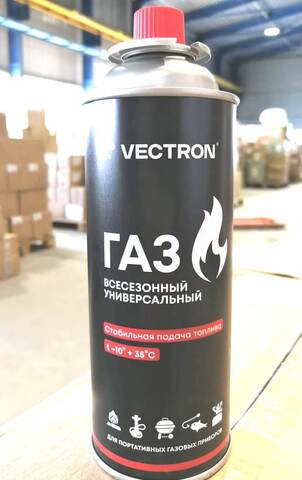 VECTRON®
ГАЗ
ВСЕСЕЗОННЫЙ
УНИВЕРСАЛЬНЫЙ
Стабильная подача топлива
t -10° + 35°C
ДЛЯ ПОРТАТИВНЫХ ГАЗОВЫХ ПРИБОРОВ